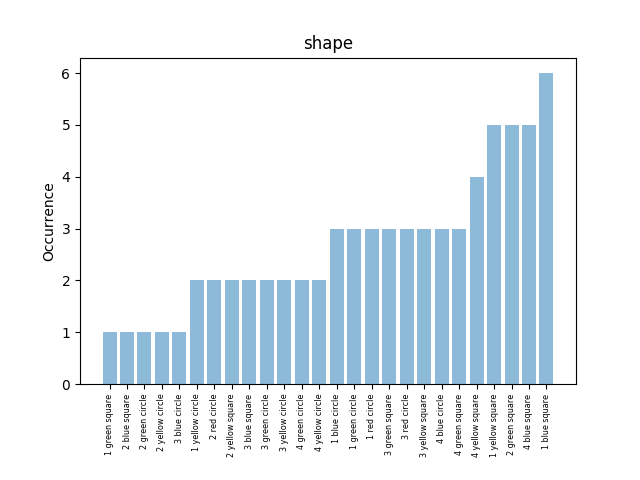 shape
Occurrence
6
5
4
3
2
1
0
1 green square
2 blue square
2 green circle
2 yellow circle
3 blue circle
1 yellow circle
2 red circle
2 yellow square
3 blue square
3 green circle
3 yellow circle
4 green circle
4 yellow circle
1 blue circle
1 green circle
1 red circle
3 green square
3 red circle
3 yellow square
4 blue circle
4 green square
4 yellow square
1 yellow square
2 green square
4 blue square
1 blue square